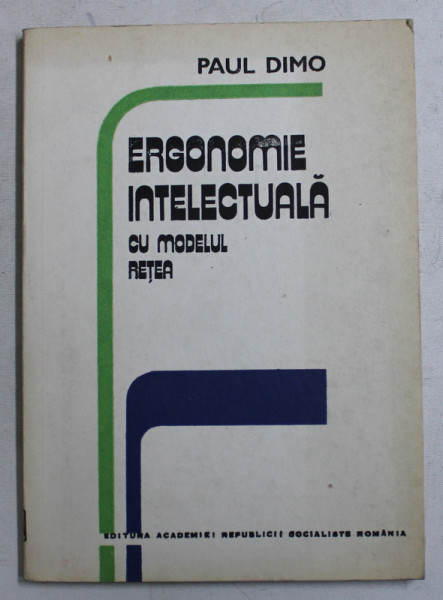 PAUL DIMO
ERGONOMIE
INTELECTUALĂ
CU MODELUL
REȚEA
EDITURA ACADEMIEI REPUBLICII SOCIALISTE ROMÂNIA